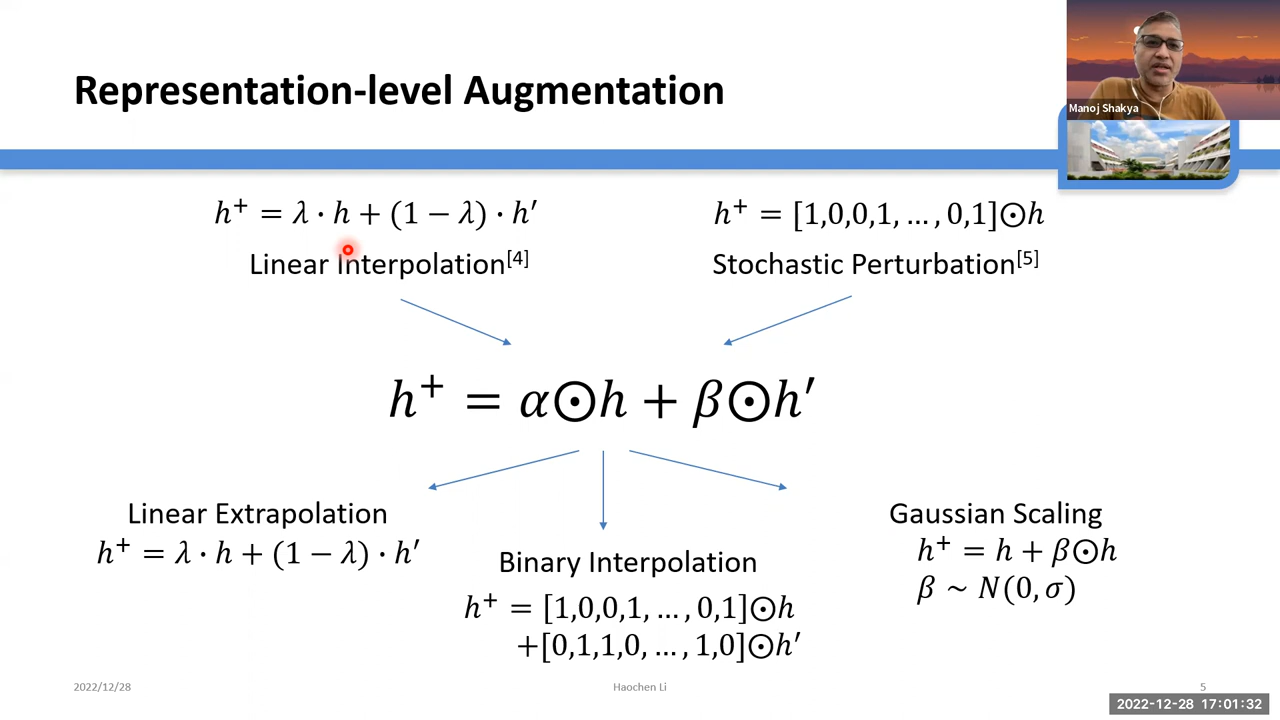 Representation-level Augmentation
Manoj Shakya
h⁺ = λ · h + (1 − λ) · h′
Linear Interpolation[4]
h⁺ = [1,0,0,1, … , 0,1]⊙h
Stochastic Perturbation[5]
h⁺ = α⊙h + β⊙h′
Linear Extrapolation
h⁺ = λ · h + (1 − λ) · h′
Binary Interpolation
h⁺ = [1,0,0,1, … , 0,1]⊙h
+[0,1,1,0, … , 1,0]⊙h′
Gaussian Scaling
h⁺ = h + β⊙h
β ~ N(0, σ)
2022/12/28
Haochen Li
5
2022-12-28 17:01:32